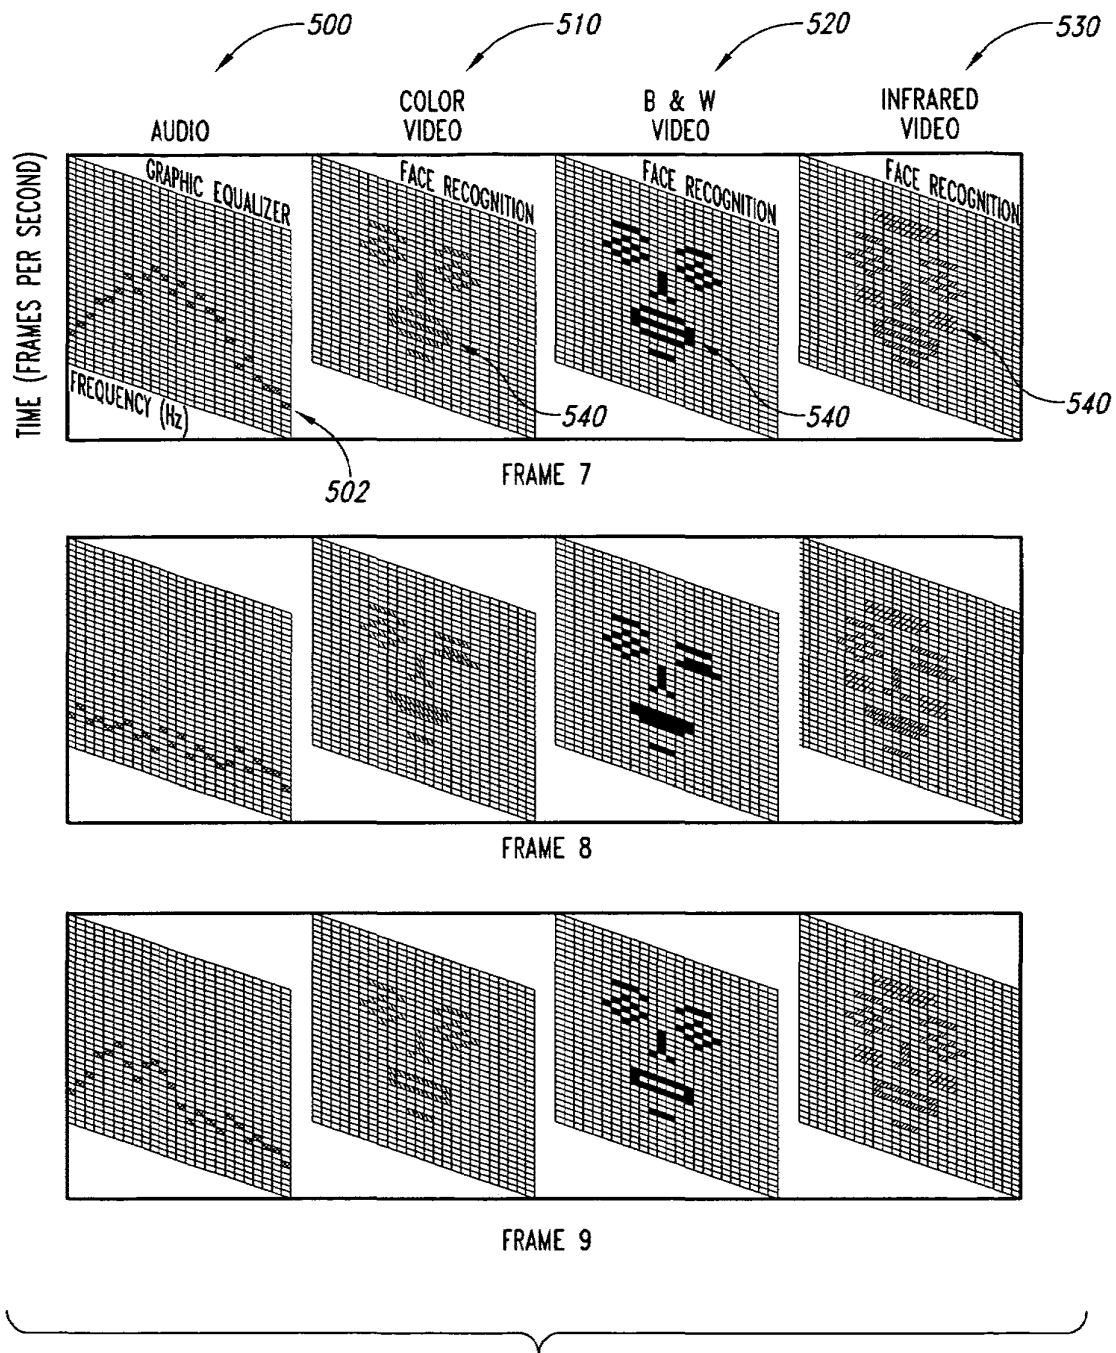 500
510
520
530
AUDIO
COLOR
VIDEO
B & W
VIDEO
INFRARED
VIDEO
TIME (FRAMES PER SECOND)
GRAPHIC EQUALIZER
FACE RECOGNITION
FACE RECOGNITION
FACE RECOGNITION
FREQUENCY (Hz)
540
540
540
502
FRAME 7
FRAME 8
FRAME 9